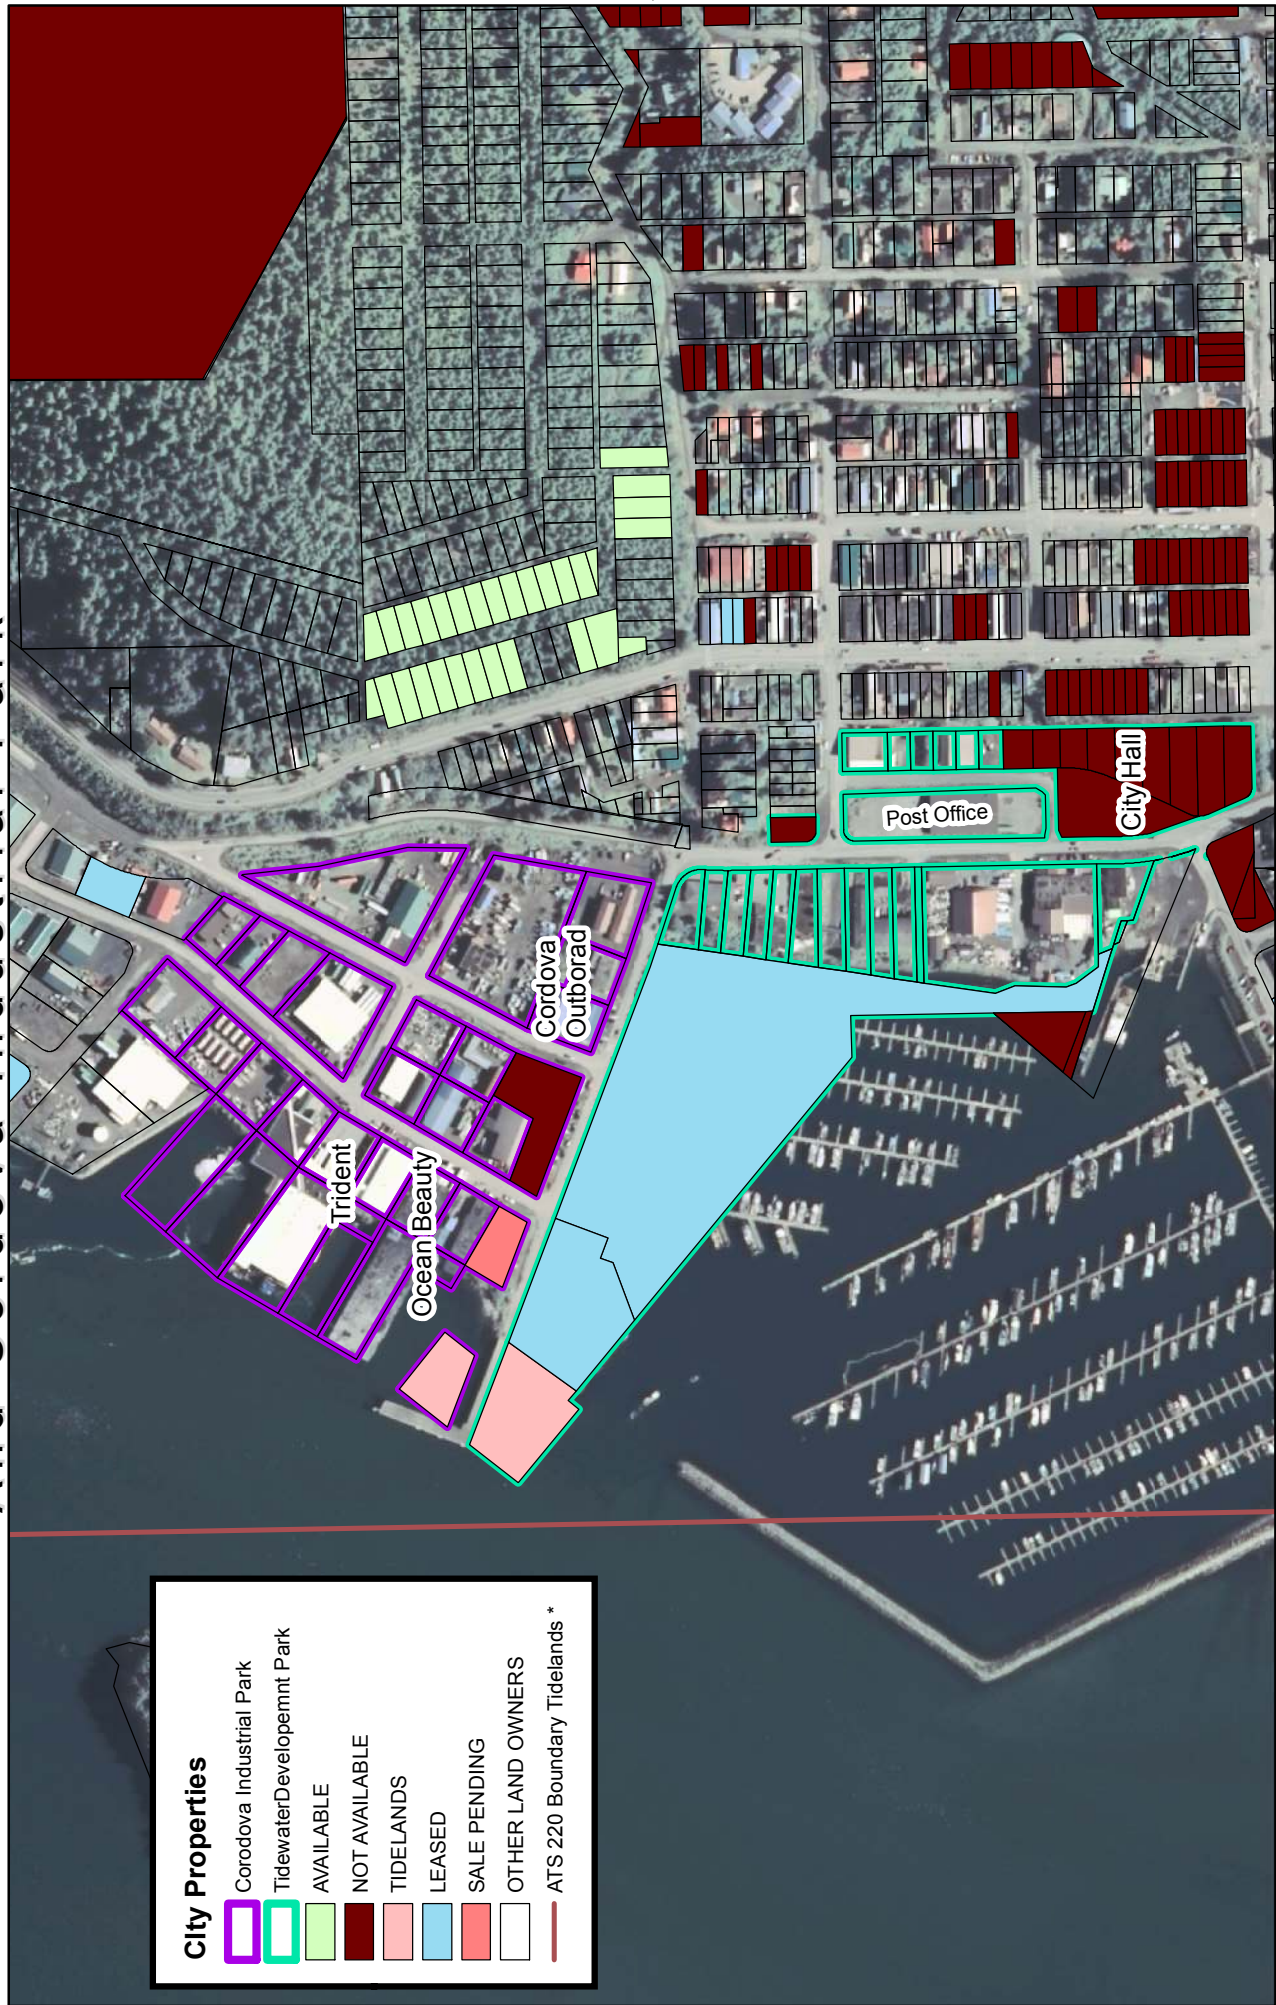 CIty Properties
Corodova Industrial Park
TidewaterDevelopemnt Park
AVAILABLE
NOT AVAILABLE
TIDELANDS
LEASED
SALE PENDING
OTHER LAND OWNERS
ATS 220 Boundary Tidelands *
Trident
Ocean Beauty
Cordova
Outborad
Post Office
City Hall